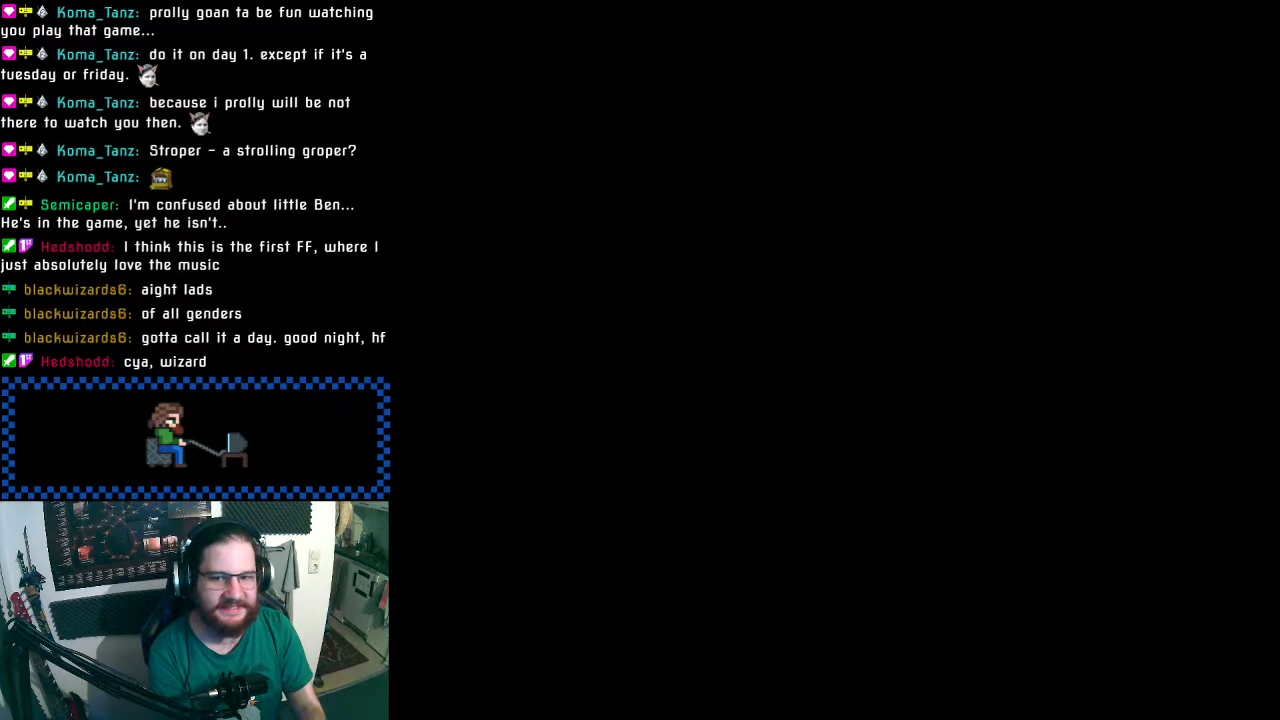 Koma_Tanz: prolly goan ta be fun watching
you play that game...
Koma_Tanz: do it on day 1. except if it's a
tuesday or friday.
Koma_Tanz: because i prolly will be not
there to watch you then.
Koma_Tanz: Stroper - a strolling groper?
Koma_Tanz:
Semicaper: I'm confused about little Ben...
He's in the game, yet he isn't..
Hedshodd: I think this is the first FF, where I
just absolutely love the music
blackwizards6: aight lads
blackwizards6: of all genders
blackwizards6: gotta call it a day. good night, hf
Hedshodd: cya, wizard